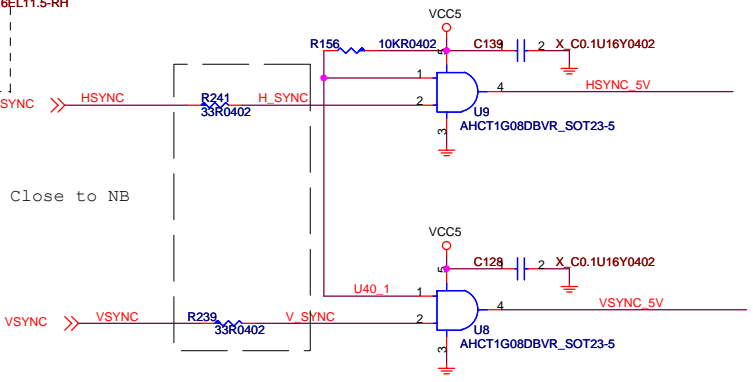 6EL11.5-RH
VCC5
R156 10KR0402 C139 2 X_C0.1U16Y0402
5
1
SYNC HSYNC R241 H_SYNC 2 4 HSYNC_5V
33R0402 U9
3 AHCT1G08DBVR_SOT23-5
Close to NB
VCC5
C128 2 X_C0.1U16Y0402
5
U40_1 1
VSYNC VSYNC R239 V_SYNC 2 4 VSYNC_5V
33R0402 U8
3 AHCT1G08DBVR_SOT23-5